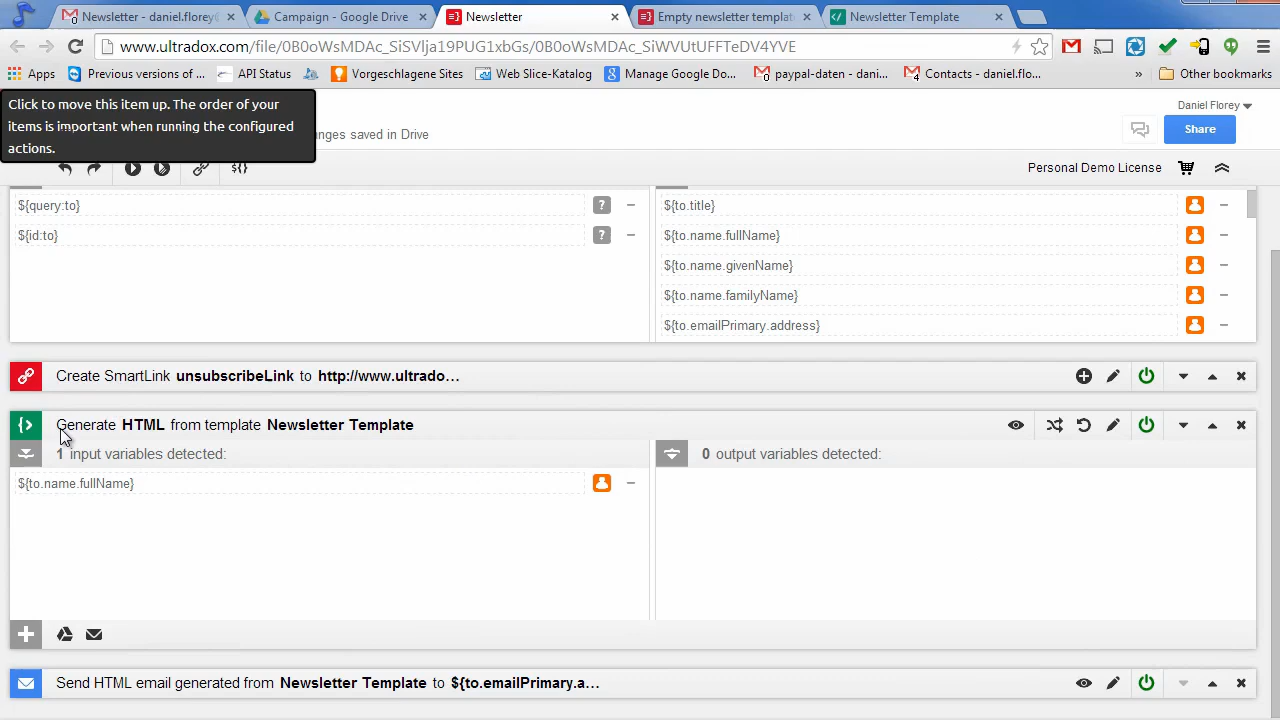 Newsletter - daniel.florey@
Campaign - Google Drive
Newsletter
Empty newsletter templat
Newsletter Template
www.ultradox.com/file/0B0oWsMDAc_SiSVlja19PUG1xbGs/0B0oWsMDAc_SiWVUtUFFTeDV4YVE
Apps
Previous versions of ...
API Status
Vorgeschlagene sites
Web Slice-Katalog
Manage Google Do...
paypal-daten - dani...
4
Contacts - daniel.flo...
»
Other bookmarks
Click to move this item up. The order of your
items is important when running the configured
actions.
Daniel Florey
nges saved in Drive
Share
Personal Demo License
${query:to}
?
${to.title}
${id:to}
?
${to.name.fullName}
${to.name.givenName}
${to.name.familyName}
${to.emailPrimary.address}
Create SmartLink unsubscribeLink to http://www.ultrado...
Generate HTML from template Newsletter Template
1 input variables detected:
0 output variables detected:
${to.name.fullName}
Send HTML email generated from Newsletter Template to ${to.emailPrimary.a...